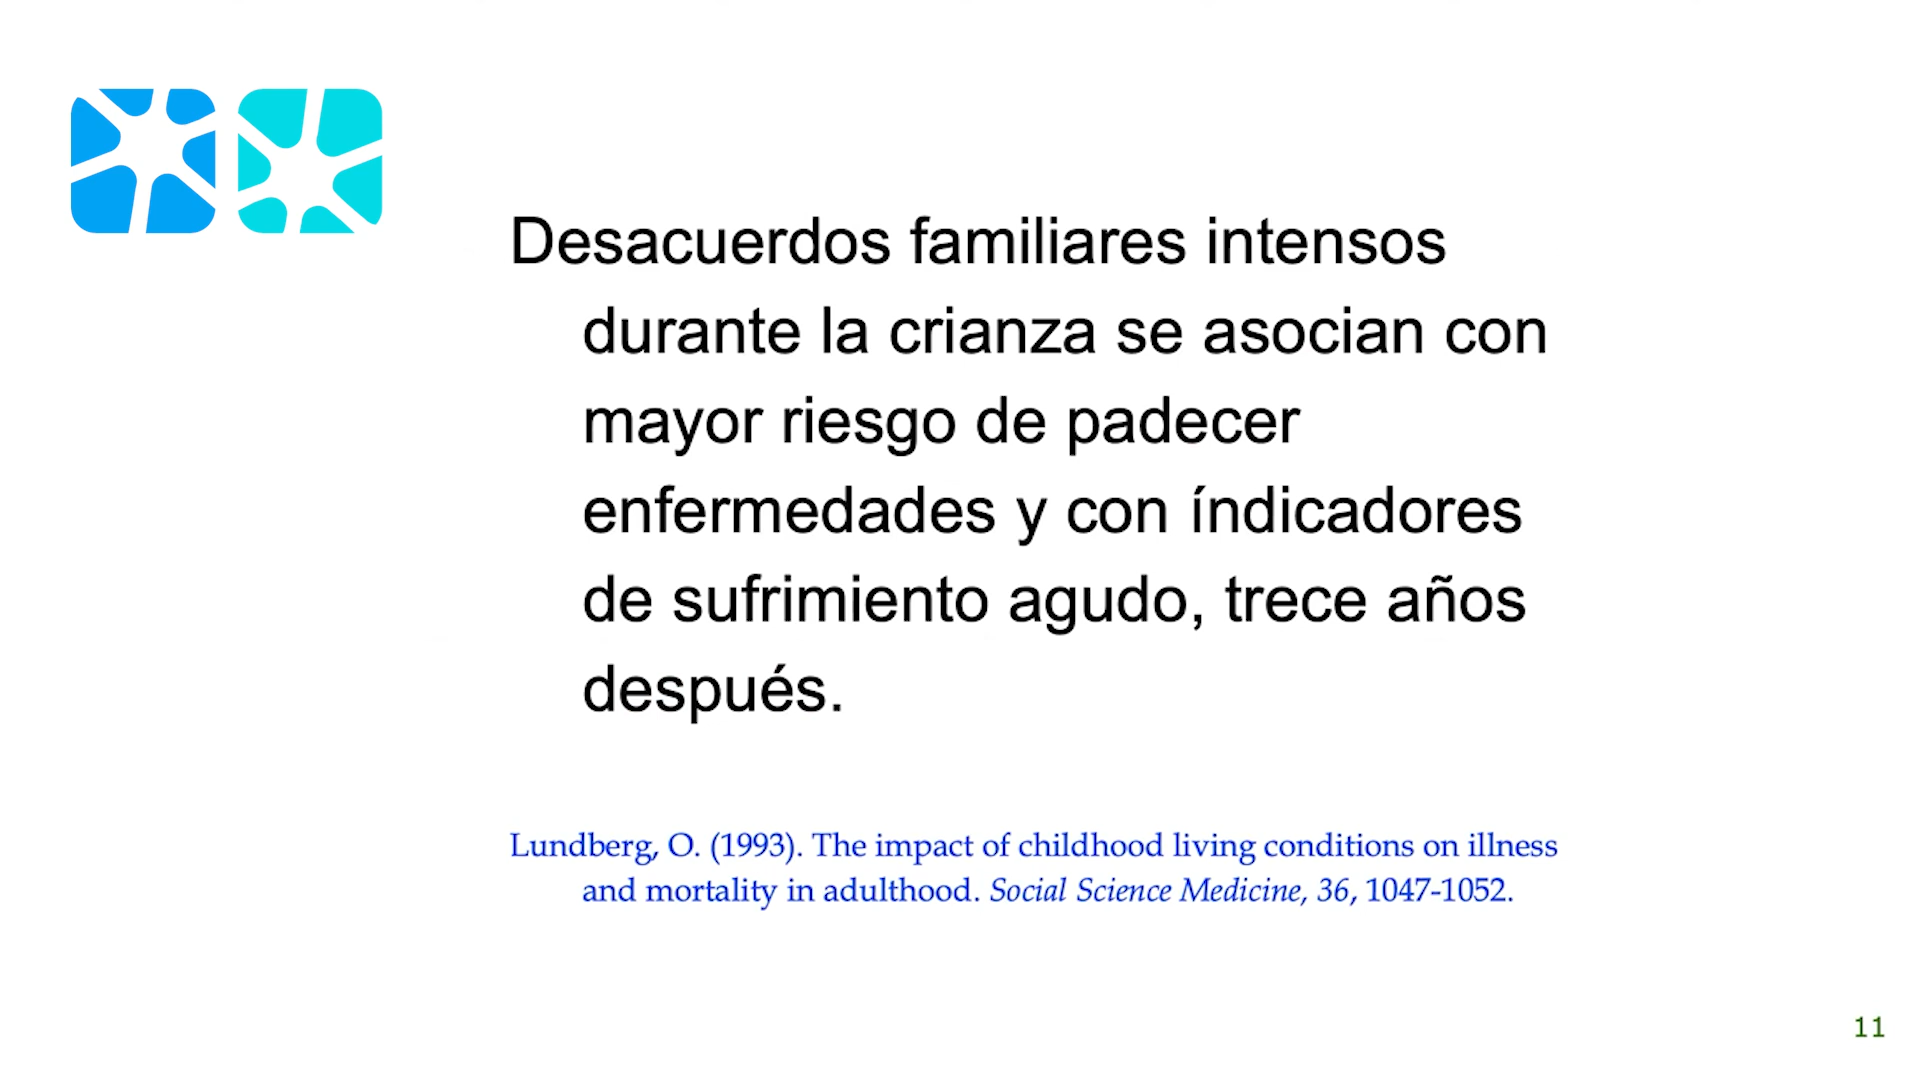 Desacuerdos familiares intensos
durante la crianza se asocian con
mayor riesgo de padecer
enfermedades y con índicadores
de sufrimiento agudo, trece años
después.
Lundberg, O. (1993). The impact of childhood living conditions on illness
and mortality in adulthood. Social Science Medicine, 36, 1047-1052.
11